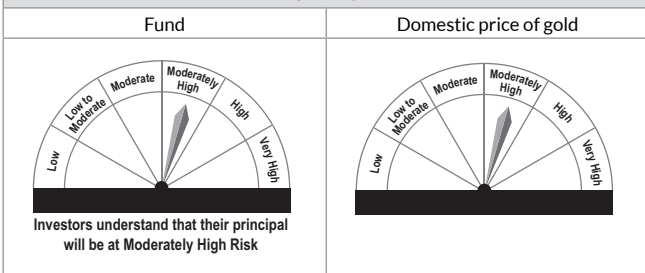 Fund
Domestic price of gold
Low
Low to
Moderate
Moderate
Moderately
High
High
Very High
Low
Low to
Moderate
Moderate
Moderately
High
High
Very High
Investors understand that their principal
will be at Moderately High Risk